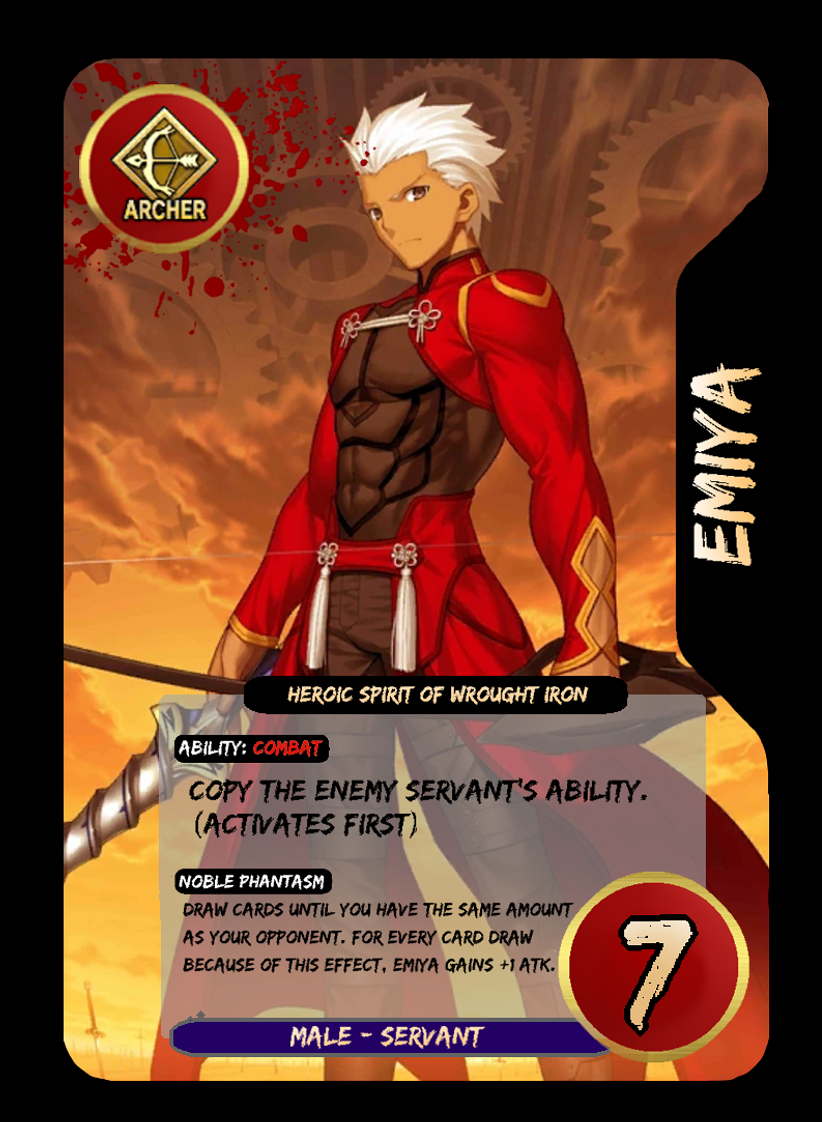 ARCHER
EMIYA
HEROIC SPIRIT OF WROUGHT IRON
ABILITY: COMBAT
COPY THE ENEMY SERVANT'S ABILITY.
(ACTIVATES FIRST)
NOBLE PHANTASM
DRAW CARDS UNTIL YOU HAVE THE SAME AMOUNT
AS YOUR OPPONENT. FOR EVERY CARD DRAW
BECAUSE OF THIS EFFECT, EMIYA GAINS +1 ATK.
7
MALE - SERVANT